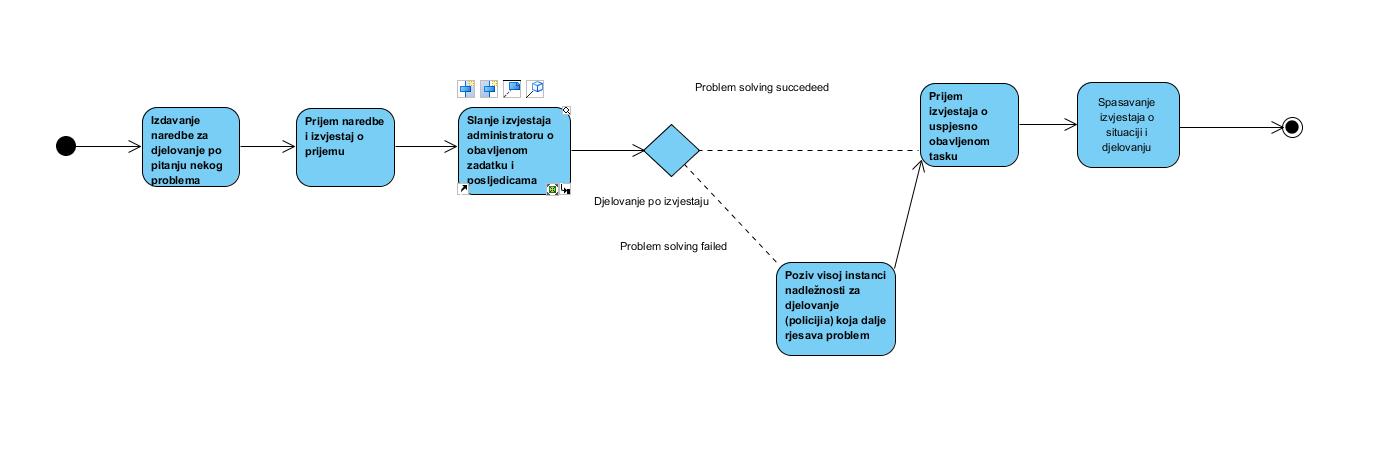 Izdavanje
naredbe za
djelovanje po
pitanju nekog
problema
Prijem naredbe
i izvjestaj o
prijemu
Slanje izvjestaja
administratoru o
obavljenom
zadatku i
posljedicama
Problem solving succedeed
Djelovanje po izvjestaju
Problem solving failed
Poziv visoj instanci
nadležnosti za
djelovanje
(policijia) koja dalje
rjesava problem
Prijem
izvjestaja o
uspjesno
obavljenom
tasku
Spasavanje
izvjestaja o
situaciji i
djelovanju